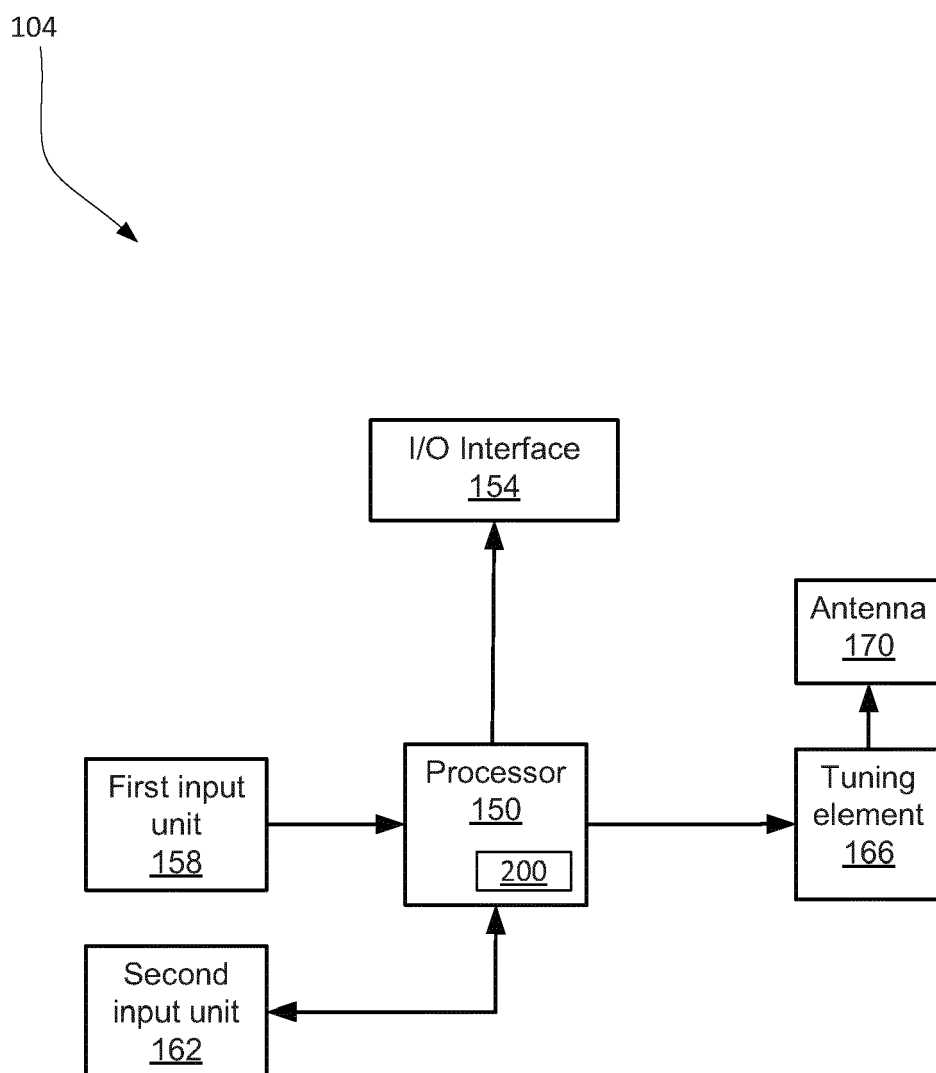 104
I/O Interface
154
Antenna
170
First input
unit
158
Processor
150
200
Tuning
element
166
Second
input unit
162